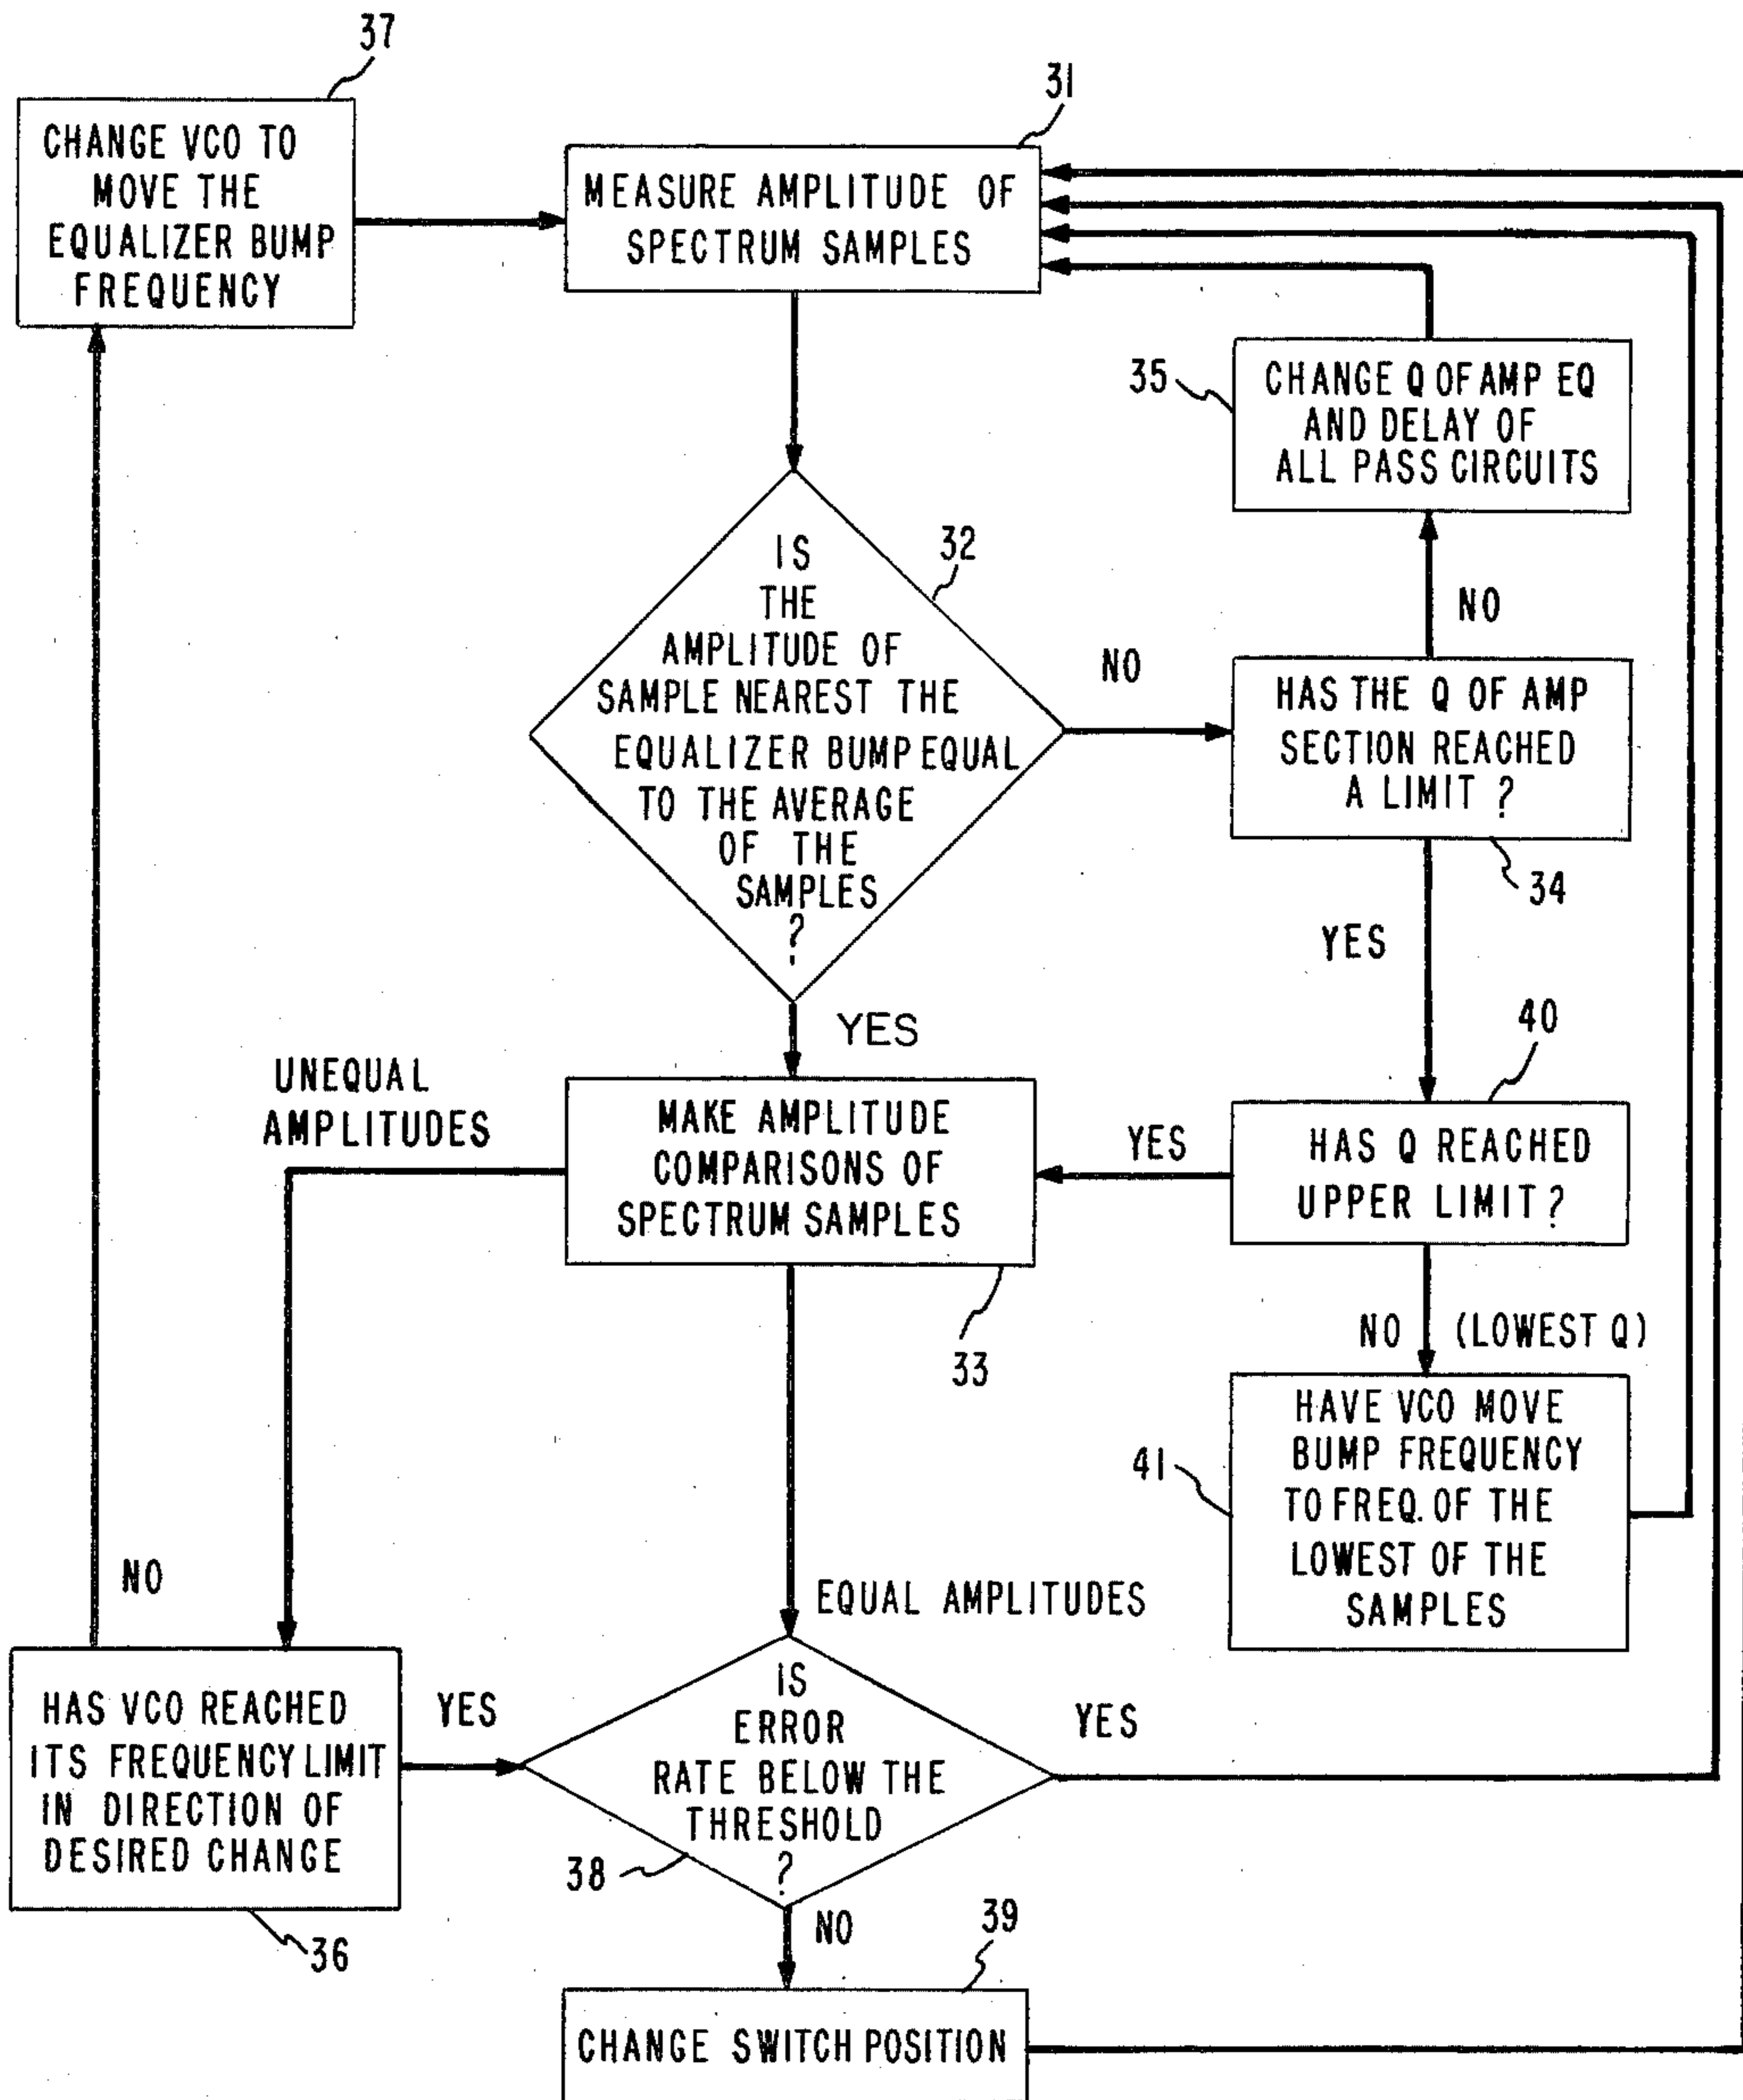 37
CHANGE VCO TO
MOVE THE
EQUALIZER BUMP
FREQUENCY
31
MEASURE AMPLITUDE OF
SPECTRUM SAMPLES
35
CHANGE Q OF AMP EQ
AND DELAY OF
ALL PASS CIRCUITS
32
IS
THE
AMPLITUDE OF
SAMPLE NEAREST THE
EQUALIZER BUMP EQUAL
TO THE AVERAGE
OF THE
SAMPLES
?
NO
NO
HAS THE Q OF AMP
SECTION REACHED
A LIMIT ?
34
YES
YES
40
UNEQUAL
AMPLITUDES
MAKE AMPLITUDE
COMPARISONS OF
SPECTRUM SAMPLES
33
YES
HAS Q REACHED
UPPER LIMIT ?
NO (LOWEST Q)
41
HAVE VCO MOVE
BUMP FREQUENCY
TO FREQ. OF THE
LOWEST OF THE
SAMPLES
NO
EQUAL AMPLITUDES
HAS VCO REACHED
ITS FREQUENCY LIMIT
IN DIRECTION OF
DESIRED CHANGE
36
YES
IS
ERROR
RATE BELOW THE
THRESHOLD
?
38
YES
NO
39
CHANGE SWITCH POSITION